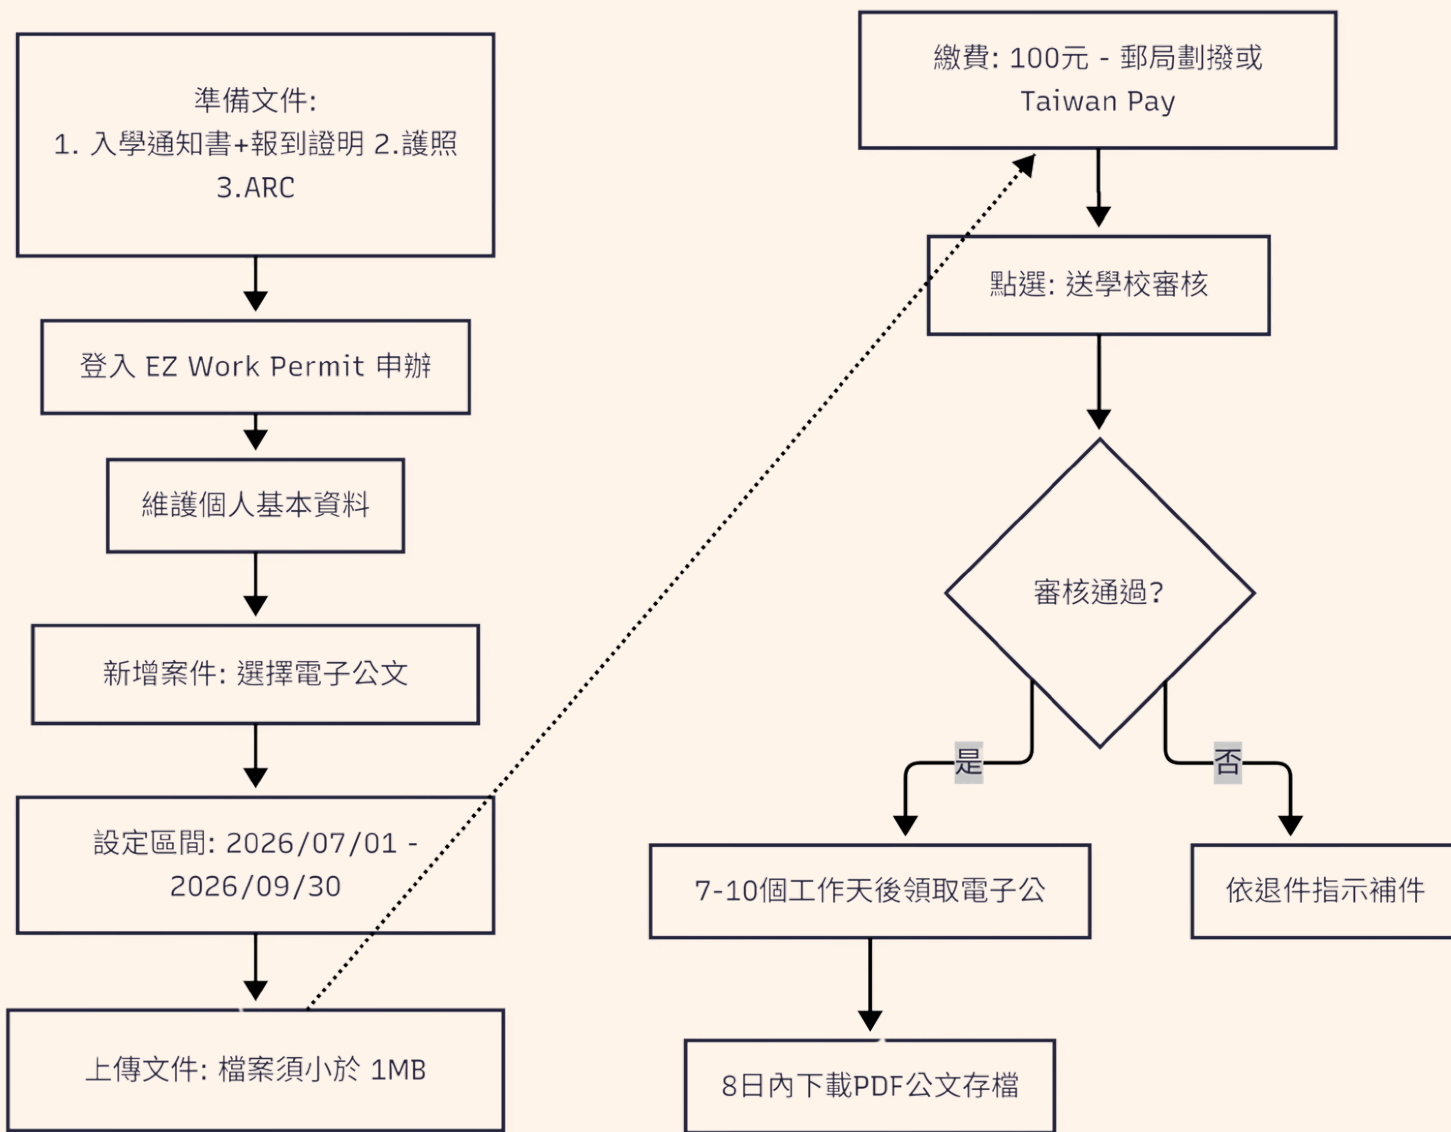 準備文件:
1. 入學通知書+報到證明 2.護照
3.ARC
登入 EZ Work Permit 申辦
維護個人基本資料
新增案件: 選擇電子公文
設定區間: 2026/07/01 -
2026/09/30
上傳文件: 檔案須小於 1MB
繳費: 100元 - 郵局劃撥或
Taiwan Pay
點選: 送學校審核
審核通過?
是
否
7-10個工作天後領取電子公
依退件指示補件
8日內下載PDF公文存檔